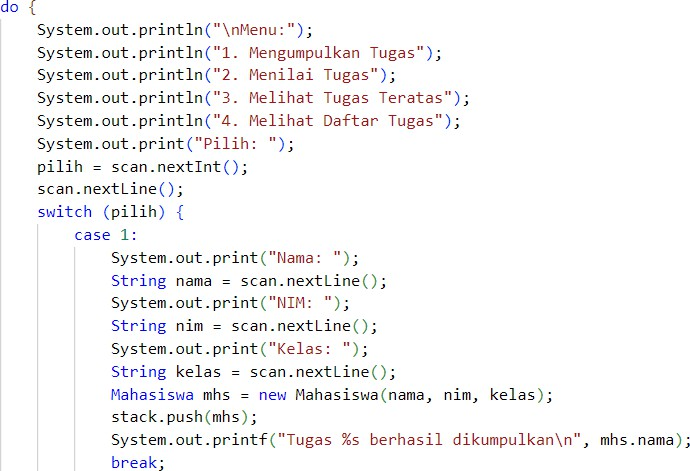 do {
    System.out.println("\nMenu:");
    System.out.println("1. Mengumpulkan Tugas");
    System.out.println("2. Menilai Tugas");
    System.out.println("3. Melihat Tugas Teratas");
    System.out.println("4. Melihat Daftar Tugas");
    System.out.print("Pilih: ");
    pilih = scan.nextInt();
    scan.nextLine();
    switch (pilih) {
        case 1:
            System.out.print("Nama: ");
            String nama = scan.nextLine();
            System.out.print("NIM: ");
            String nim = scan.nextLine();
            System.out.print("Kelas: ");
            String kelas = scan.nextLine();
            Mahasiswa mhs = new Mahasiswa(nama, nim, kelas);
            stack.push(mhs);
            System.out.printf("Tugas %s berhasil dikumpulkan\n", mhs.nama);
            break;